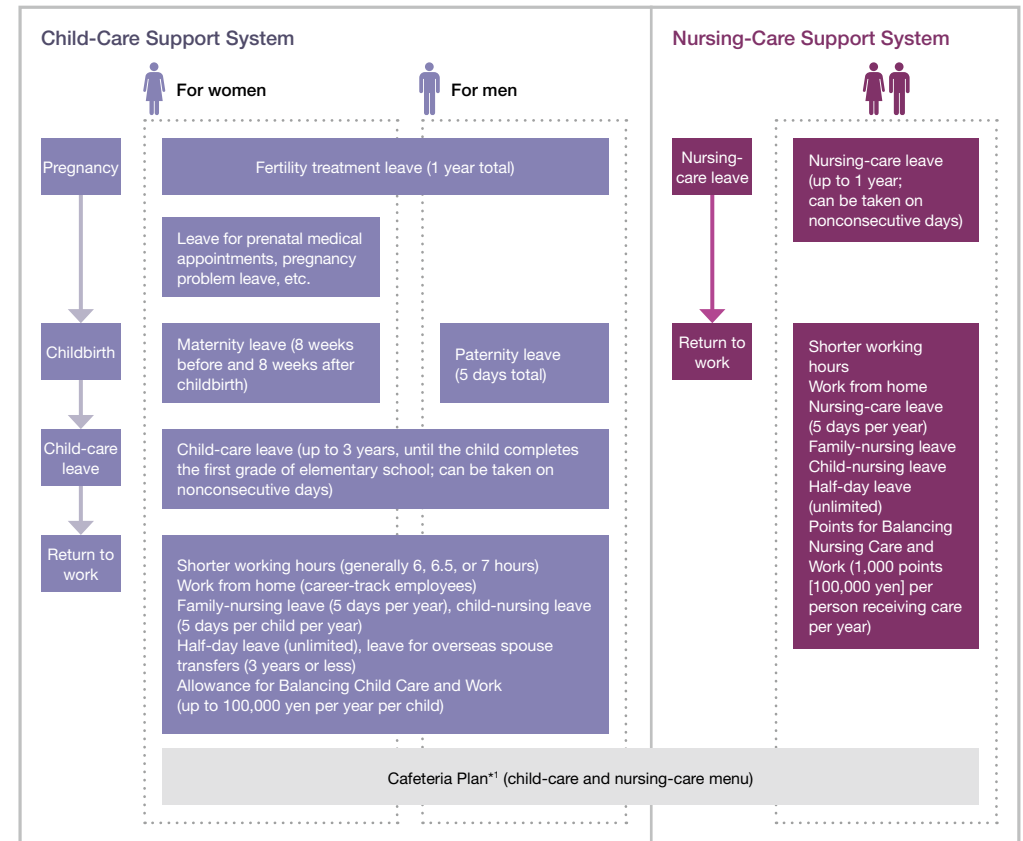 Child-Care Support System
For women
For men
Pregnancy
Fertility treatment leave (1 year total)
Leave for prenatal medical
appointments, pregnancy
problem leave, etc.
Childbirth
Maternity leave (8 weeks
before and 8 weeks after
childbirth)
Paternity leave
(5 days total)
Child-care
leave
Child-care leave (up to 3 years, until the child completes
the first grade of elementary school; can be taken on
nonconsecutive days)
Return to
work
Shorter working hours (generally 6, 6.5, or 7 hours)
Work from home (career-track employees)
Family-nursing leave (5 days per year), child-nursing leave
(5 days per child per year)
Half-day leave (unlimited), leave for overseas spouse
transfers (3 years or less)
Allowance for Balancing Child Care and Work
(up to 100,000 yen per year per child)
Nursing-Care Support System
Nursing-
care leave
Nursing-care leave
(up to 1 year;
can be taken on
nonconsecutive days)
Return to
work
Shorter working
hours
Work from home
Nursing-care leave
(5 days per year)
Family-nursing leave
Child-nursing leave
Half-day leave
(unlimited)
Points for Balancing
Nursing Care and
Work (1,000 points
[100,000 yen] per
person receiving care
per year)
Cafeteria Plan*1 (child-care and nursing-care menu)